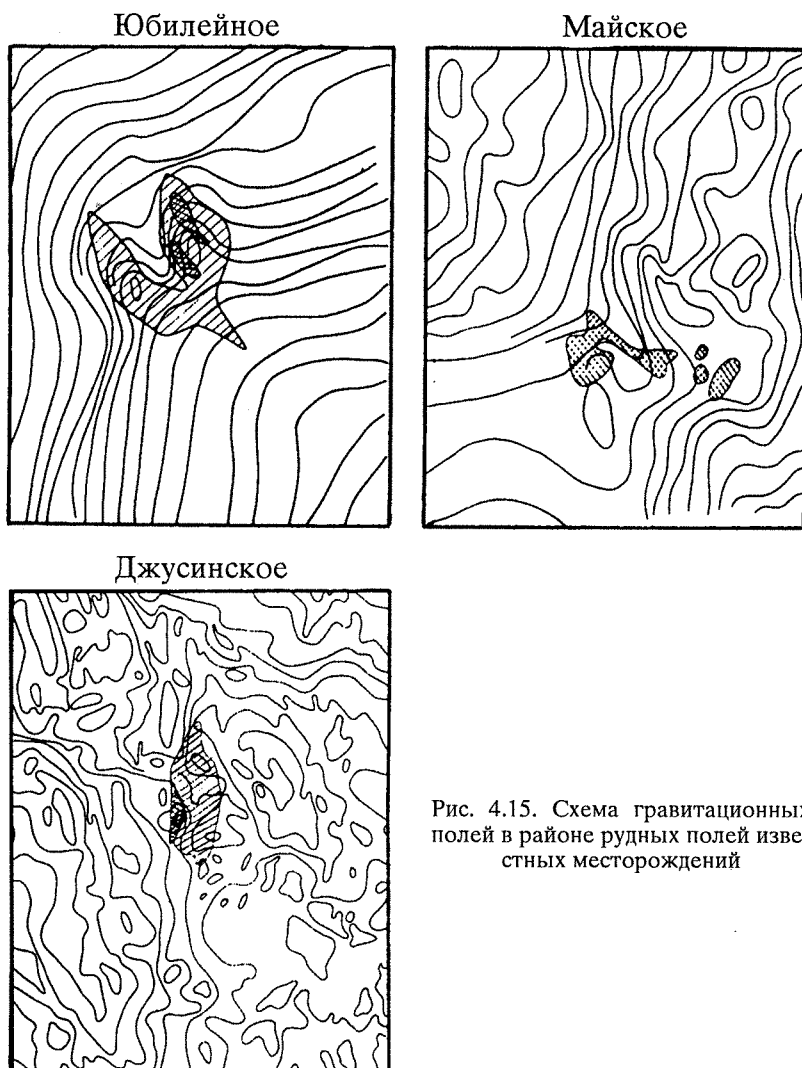 Юбилейное
Майское
Джусинское
Рис. 4.15. Схема гравитационных
полей в районе рудных полей изве-
стных месторождений